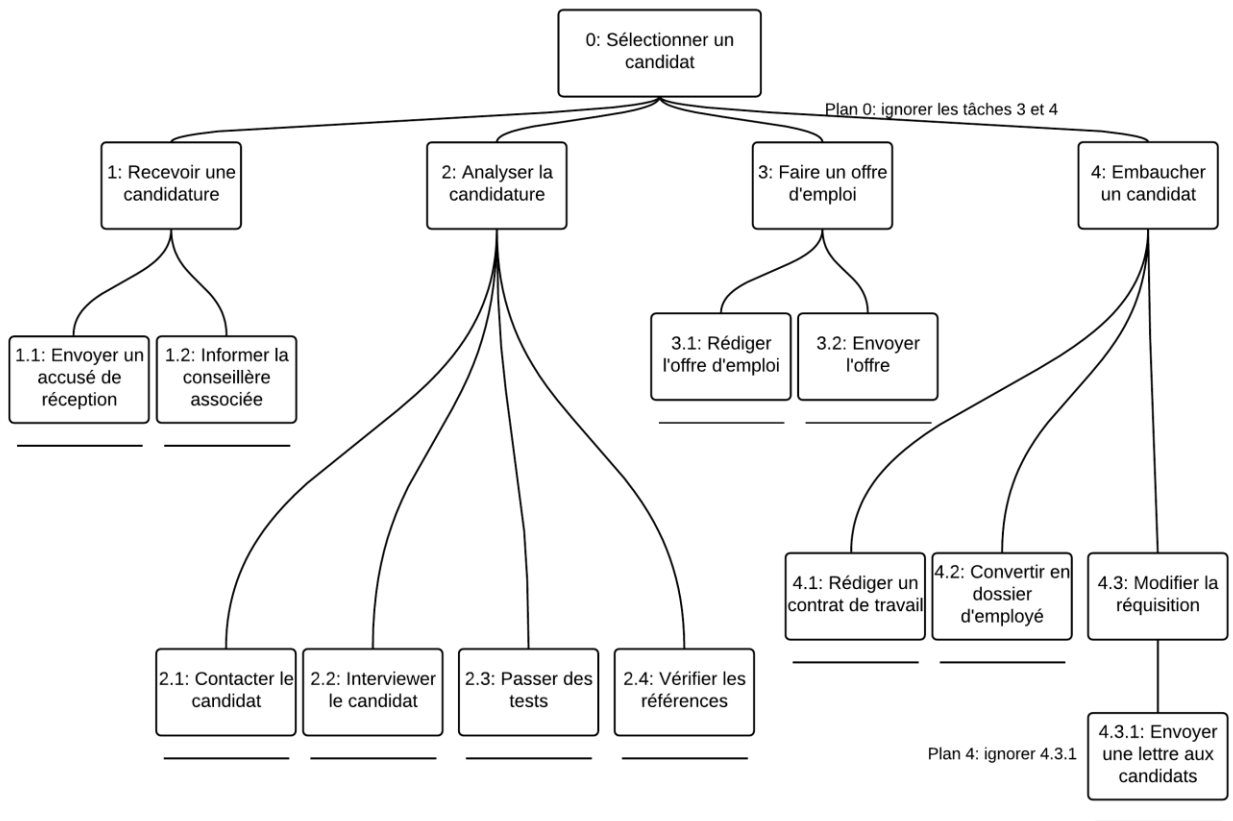 0: Sélectionner un
candidat
Plan 0: ignorer les tâches 3 et 4
1: Recevoir une
candidature
2: Analyser la
candidature
3: Faire un offre
d'emploi
4: Embaucher
un candidat
1.1: Envoyer un
accusé de
réception
1.2: Informer la
conseillère
associée
3.1: Rédiger
l'offre d'emploi
3.2: Envoyer
l'offre
4.1: Rédiger un
contrat de travail
4.2: Convertir en
dossier
d'employé
4.3: Modifier la
réquisition
2.1: Contacter le
candidat
2.2: Interviewer
le candidat
2.3: Passer des
tests
2.4: Vérifier les
références
Plan 4: ignorer 4.3.1
4.3.1: Envoyer
une lettre aux
candidats